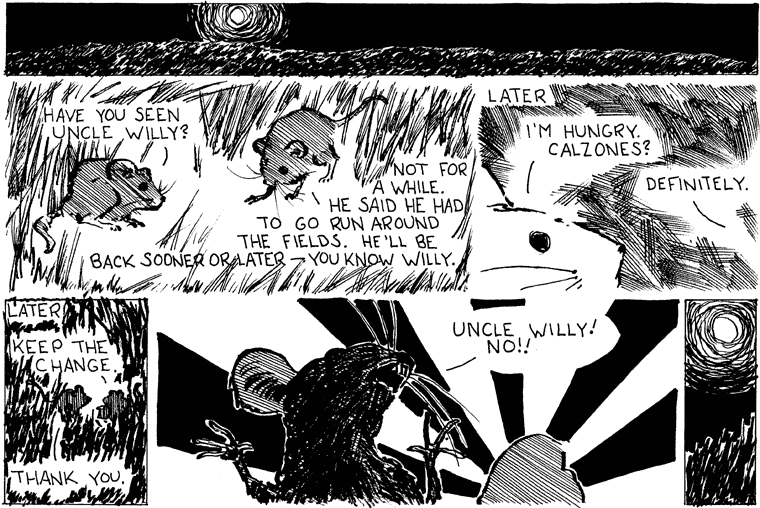 HAVE YOU SEEN
UNCLE WILLY?
NOT FOR
A WHILE.
HE SAID HE HAD
TO GO RUN AROUND
THE FIELDS. HE'LL BE
BACK SOONER OR LATER — YOU KNOW WILLY.
LATER
I'M HUNGRY.
CALZONES?
DEFINITELY.
LATER
KEEP THE
CHANGE.
THANK YOU.
UNCLE WILLY!
NO!!